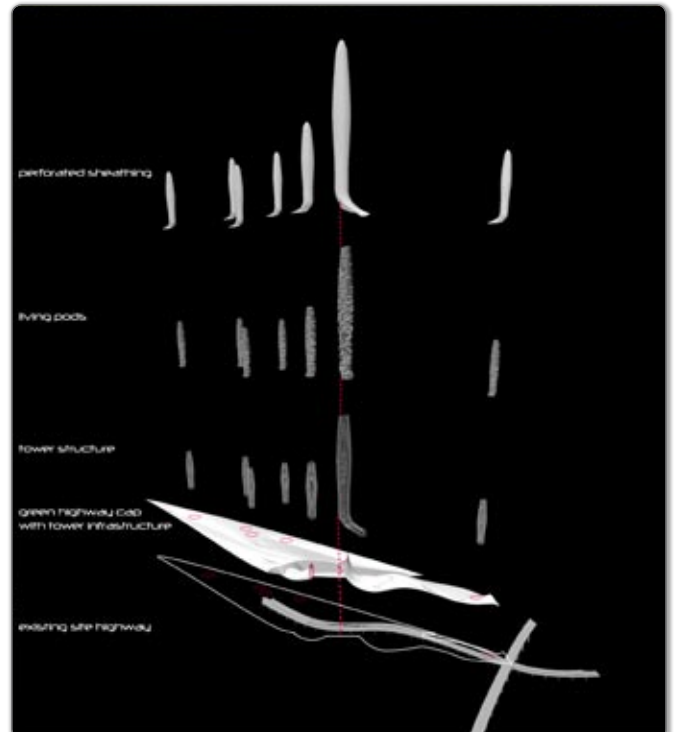 perforated sheathing
living pods
tower structure
green highway cap
with tower infrastructure
existing site highway